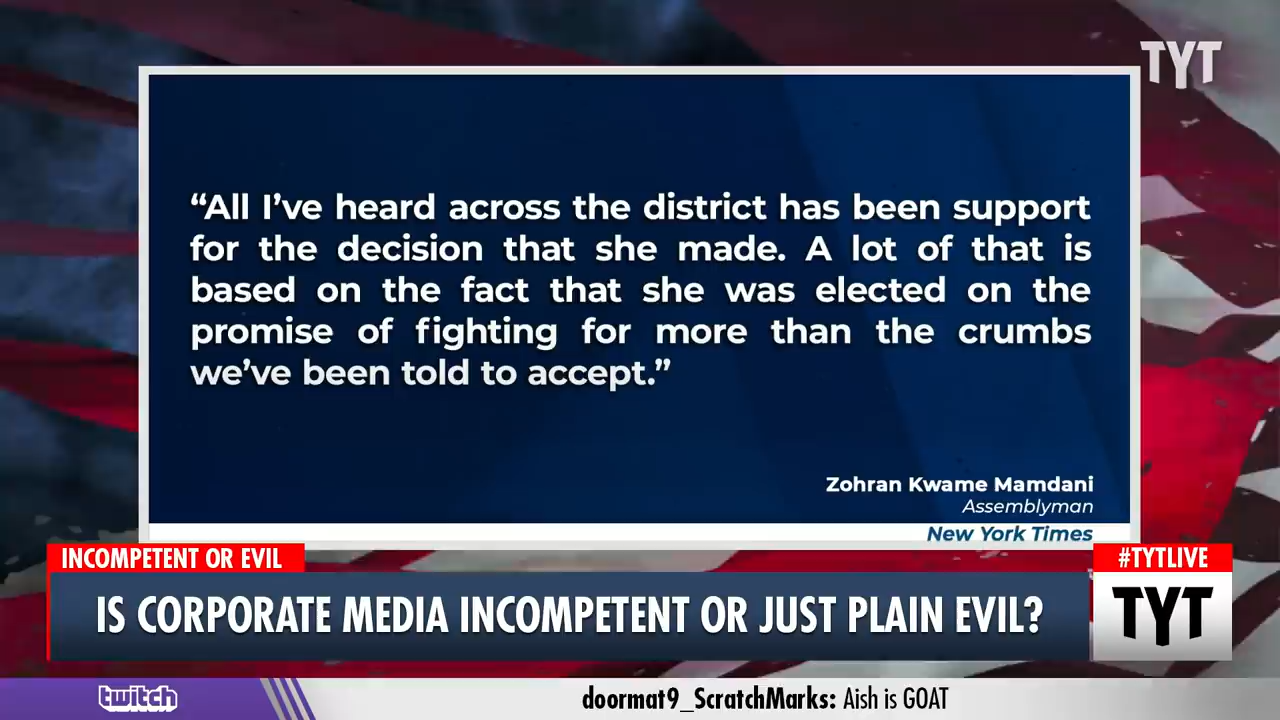 TYT
“All I’ve heard across the district has been support
for the decision that she made. A lot of that is
based on the fact that she was elected on the
promise of fighting for more than the crumbs
we’ve been told to accept.”
Zohran Kwame Mamdani
Assemblyman
New York Times
INCOMPETENT OR EVIL
#TYTLIVE
IS CORPORATE MEDIA INCOMPETENT OR JUST PLAIN EVIL?
TYT
twitch
doormat9_ScratchMarks: Aish is GOAT